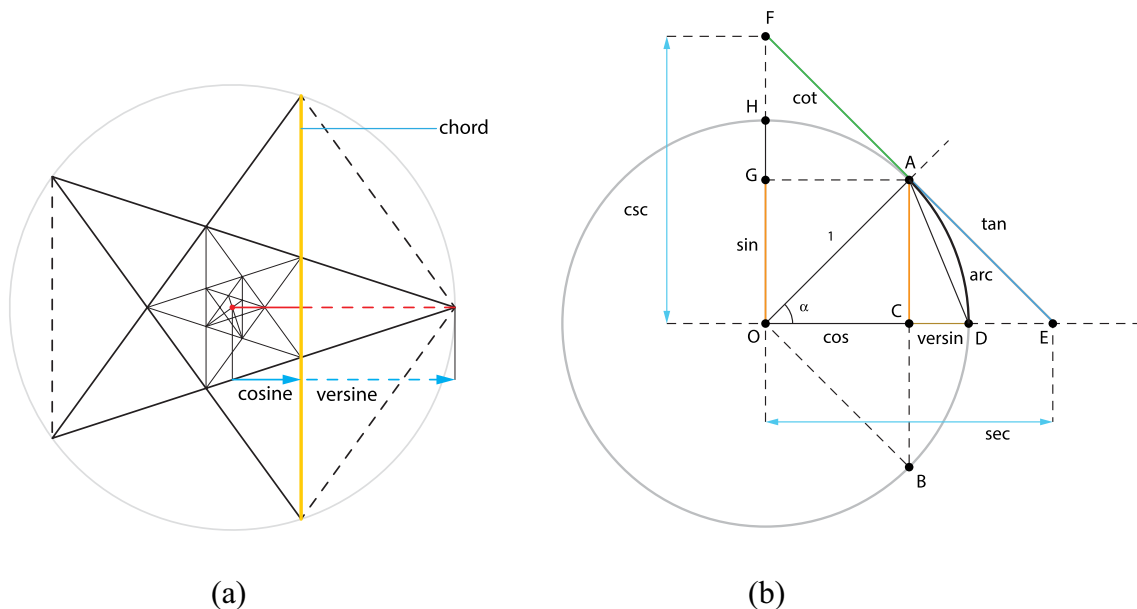 chord
cosine
versine
(a)
F
cot
H
A
G
csc
tan
sin
1
arc
α
C
O
cos
versin
D
E
sec
B
(b)